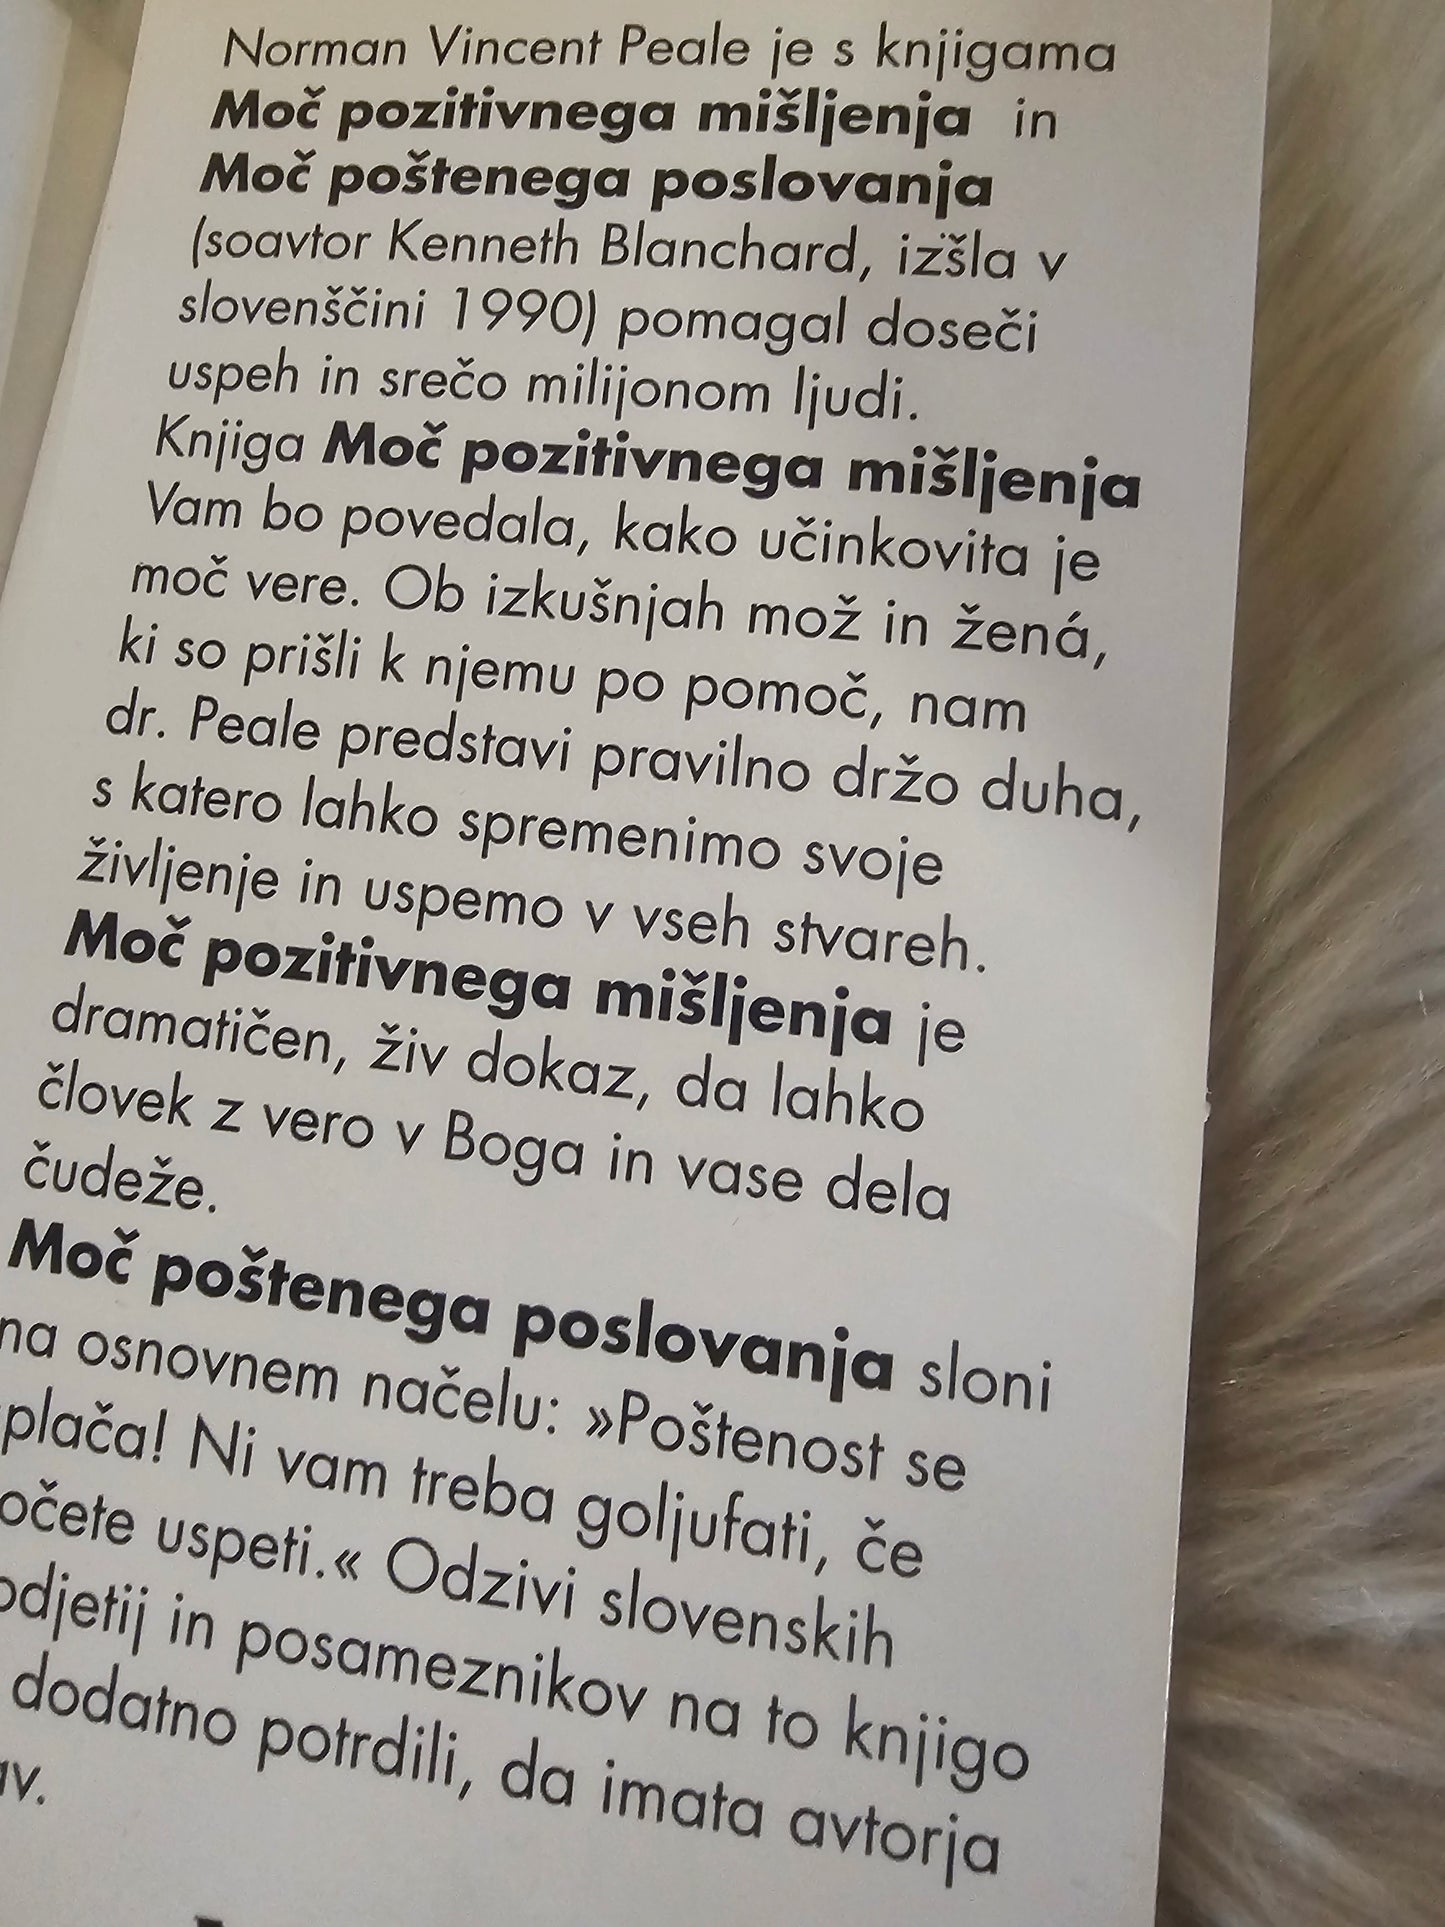 Norman Vincent Peale je s knjigama
Moč pozitivnega mišljenja in
Moč poštenega poslovanja
(soavtor Kenneth Blanchard, izšla v
slovenščini 1990) pomagal doseči
uspeh in srečo milijonom ljudi.
Knjiga Moč pozitivnega mišljenja
Vam bo povedala, kako učinkovita je
moč vere. Ob izkušnjah mož in žená,
ki so prišli k njemu po pomoč, nam
dr. Peale predstavi pravilno držo duha,
s katero lahko spremenimo svoje
življenje in uspemo v vseh stvareh.
Moč pozitivnega mišljenja je
dramatičen, živ dokaz, da lahko
človek z vero v Boga in vase dela
čudeže.
Moč poštenega poslovanja sloni
na osnovnem načelu: »Poštenost se
plača! Ni vam treba goljufati, če
očete uspeti.« Odzivi slovenskih
odjetij in posameznikov na to knjigo
dodatno potrdili, da imata avtorja
av.